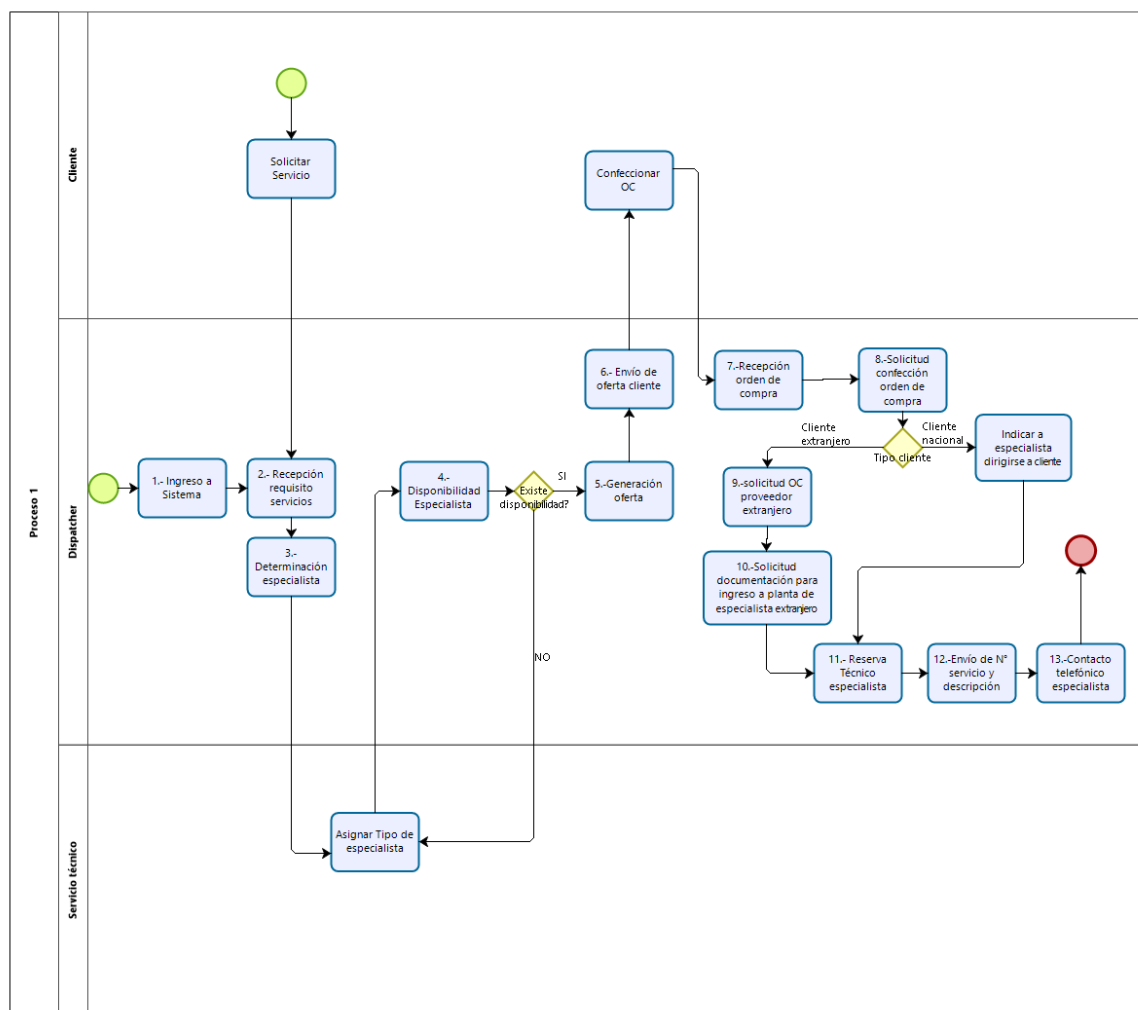 Proceso 1
Cliente
Solicitar
Servicio
Confeccionar
OC
Dispatcher
1.- Ingreso a
Sistema
2.- Recepción
requisito
servicios
3.-
Determinación
especialista
4.-
Disponibilidad
Especialista
Existe
disponibilidad?
SI
NO
5.-Generación
oferta
6.- Envío de
oferta cliente
7.-Recepción
orden de
compra
8.-Solicitud
confección
orden de
compra
Cliente
extranjero
Tipo cliente
Cliente
nacional
Indicar a
especialista
dirigirse a cliente
9.-solicitud OC
proveedor
extranjero
10.-Solicitud
documentación para
ingreso a planta de
especialista extranjero
11.- Reserva
Técnico
especialista
12.-Envío de N°
servicio y
descripción
13.-Contacto
telefónico
especialista
Servicio técnico
Asignar Tipo de
especialista